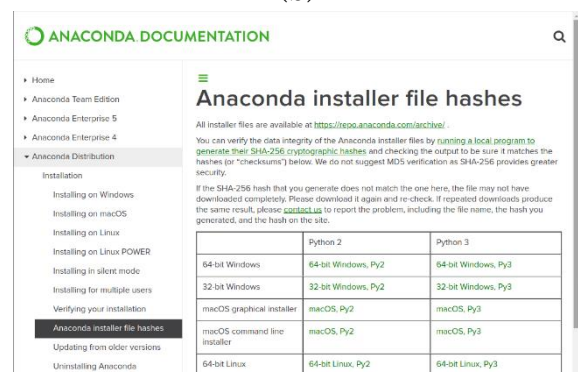 ANACONDA.DOCUMENTATION
Home
Anaconda Team Edition
Anaconda Enterprise 5
Anaconda Enterprise 4
Anaconda Distribution
Installation
Installing on Windows
Installing on macOS
Installing on Linux
Installing on Linux POWER
Installing in silent mode
Installing for multiple users
Verifying your installation
Anaconda installer file hashes
Updating from older versions
Uninstalling Anaconda
Anaconda installer file hashes
All installer files are available at https://repo.anaconda.com/archive/ .
You can verify the data integrity of the Anaconda installer files by running a local program to
generate their SHA-256 cryptographic hashes and checking the output to be sure it matches the
hashes (or "checksums") below. We do not suggest MD5 verification as SHA-256 provides greater
security.
If the SHA-256 hash that you generate does not match the one here, the file may not have
downloaded completely. Please download it again and re-check. If repeated downloads produce
the same result, please contact us to report the problem, including the file name, the hash you
generated, and the hash on the site.
Python 2 Python 3
64-bit Windows 64-bit Windows, Py2 64-bit Windows, Py3
32-bit Windows 32-bit Windows, Py2 32-bit Windows, Py3
macOS graphical installer macOS, Py2 macOS, Py3
macOS command line macOS, Py2 macOS, Py3
installer
64-bit Linux 64-bit Linux, Py2 64-bit Linux, Py3